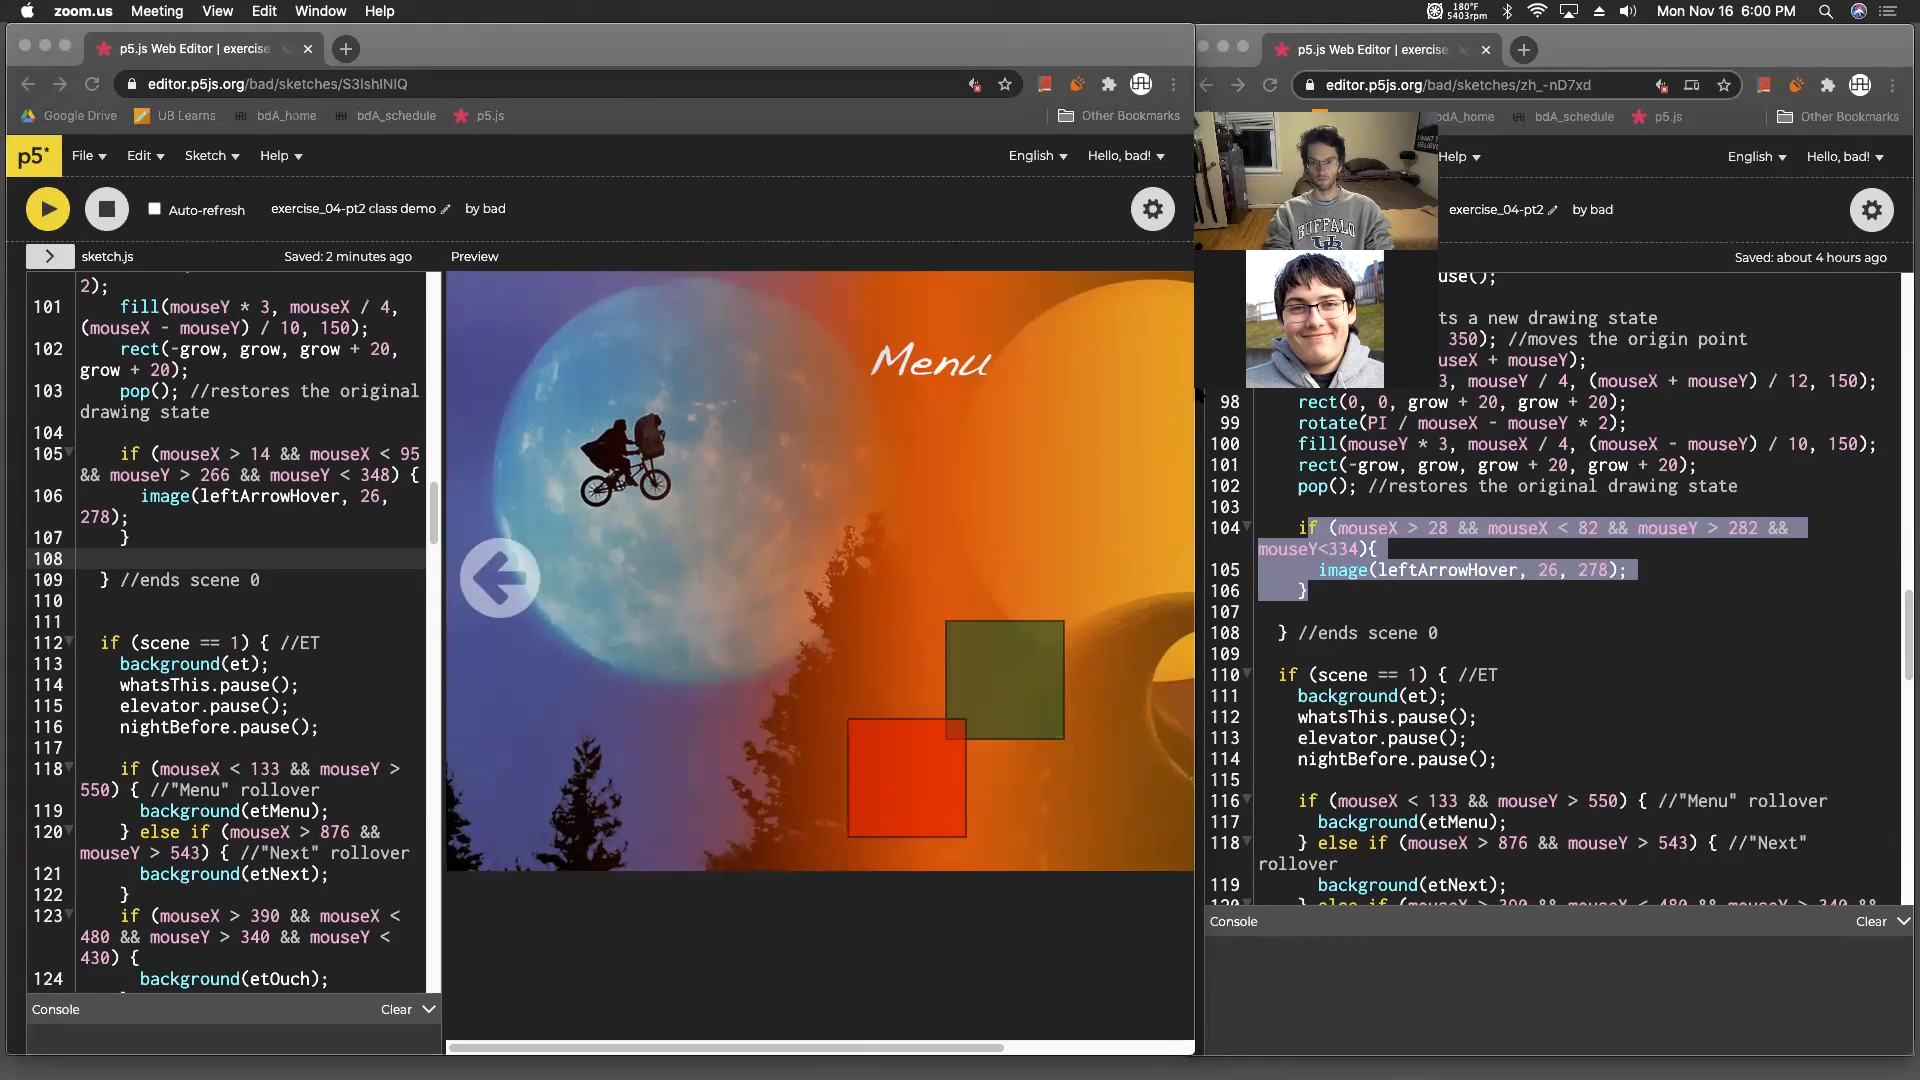 zoom.us Meeting View Edit Window Help
180°F
5403rpm
Mon Nov 16 6:00 PM
p5.js Web Editor | exercise
editor.p5js.org/bad/sketches/S3IshINIQ
Google Drive UB Learns bdA_home bdA_schedule p5.js Other Bookmarks
p5* File Edit Sketch Help English Hello, bad!
Auto-refresh exercise_04-pt2 class demo by bad
sketch.js Saved: 2 minutes ago Preview
2);
101 fill(mouseY * 3, mouseX / 4,
(mouseX - mouseY) / 10, 150);
102 rect(-grow, grow, grow + 20,
grow + 20);
103 pop(); //restores the original
drawing state
104
105 if (mouseX > 14 && mouseX < 95
&& mouseY > 266 && mouseY < 348) {
106 image(leftArrowHover, 26,
278);
107 }
108
109 } //ends scene 0
110
111
112 if (scene == 1) { //ET
113 background(et);
114 whatsThis.pause();
115 elevator.pause();
116 nightBefore.pause();
117
118 if (mouseX < 133 && mouseY >
550) { //"Menu" rollover
119 background(etMenu);
120 } else if (mouseX > 876 &&
mouseY > 543) { //"Next" rollover
121 background(etNext);
122 }
123 if (mouseX > 390 && mouseX <
480 && mouseY > 340 && mouseY <
430) {
124 background(etOuch);
Console Clear
Menu
p5.js Web Editor | exercise
editor.p5js.org/bad/sketches/zh_-nD7xd
bdA_home bdA_schedule p5.js Other Bookmarks
Help English Hello, bad!
exercise_04-pt2 by bad
Saved: about 4 hours ago
BUFFALO
UB
use();
ts a new drawing state
350); //moves the origin point
useX + mouseY);
3, mouseY / 4, (mouseX + mouseY) / 12, 150);
98 rect(0, 0, grow + 20, grow + 20);
99 rotate(PI / mouseX - mouseY * 2);
100 fill(mouseY * 3, mouseX / 4, (mouseX - mouseY) / 10, 150);
101 rect(-grow, grow, grow + 20, grow + 20);
102 pop(); //restores the original drawing state
103
104 if (mouseX > 28 && mouseX < 82 && mouseY > 282 &&
mouseY<334){
105 image(leftArrowHover, 26, 278);
106 }
107
108 } //ends scene 0
109
110 if (scene == 1) { //ET
111 background(et);
112 whatsThis.pause();
113 elevator.pause();
114 nightBefore.pause();
115
116 if (mouseX < 133 && mouseY > 550) { //"Menu" rollover
117 background(etMenu);
118 } else if (mouseX > 876 && mouseY > 543) { //"Next"
rollover
119 background(etNext);
120 } else if (mouseX > 390 && mouseX < 480 && mouseY > 340 &&
Console Clear